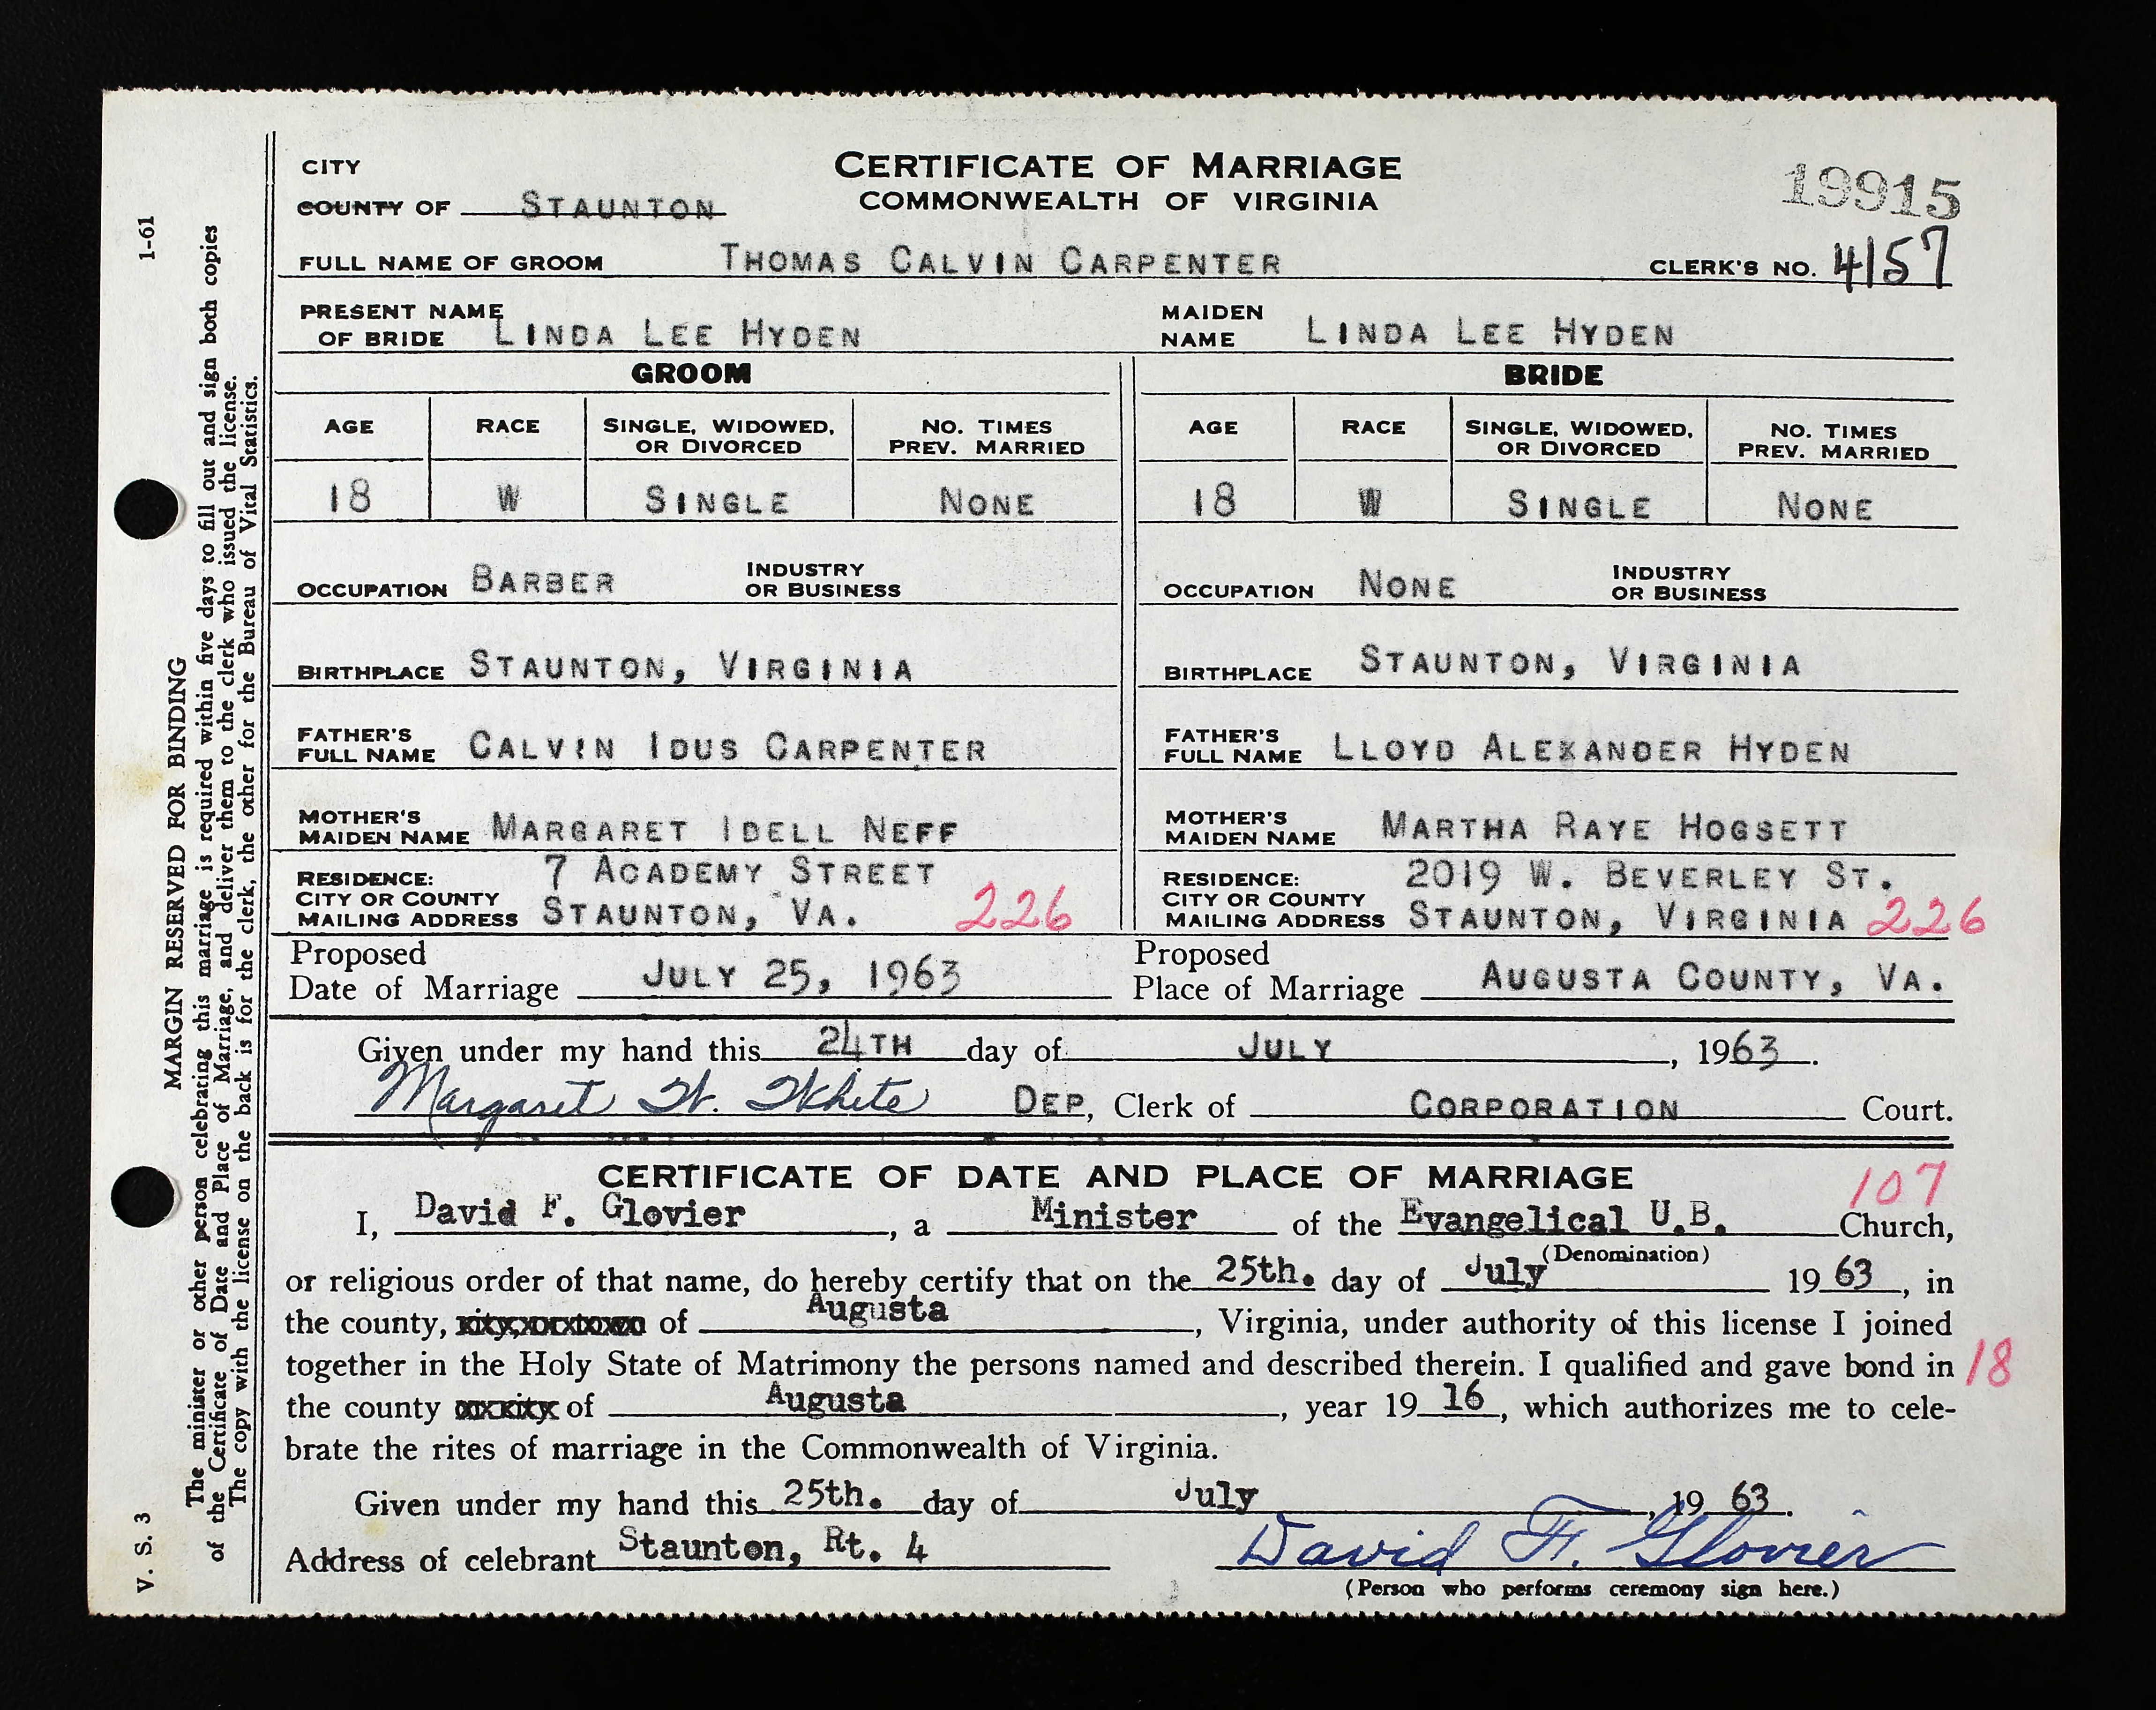 CITY
COUNTY OF STAUNTON
CERTIFICATE OF MARRIAGE
COMMONWEALTH OF VIRGINIA
19915
FULL NAME OF GROOM THOMAS CALVIN CARPENTER CLERK'S NO. 4157
PRESENT NAME OF BRIDE LINDA LEE HYDEN MAIDEN NAME LINDA LEE HYDEN
GROOM BRIDE
AGE RACE SINGLE, WIDOWED, OR DIVORCED NO. TIMES PREV. MARRIED AGE RACE SINGLE, WIDOWED, OR DIVORCED NO. TIMES PREV. MARRIED
18 W SINGLE NONE 18 W SINGLE NONE
OCCUPATION BARBER INDUSTRY OR BUSINESS OCCUPATION NONE INDUSTRY OR BUSINESS
BIRTHPLACE STAUNTON, VIRGINIA BIRTHPLACE STAUNTON, VIRGINIA
FATHER'S FULL NAME CALVIN IDUS CARPENTER FATHER'S FULL NAME LLOYD ALEXANDER HYDEN
MOTHER'S MAIDEN NAME MARGARET IDELL NEFF MOTHER'S MAIDEN NAME MARTHA RAYE HOGSETT
RESIDENCE: CITY OR COUNTY MAILING ADDRESS 7 ACADEMY STREET STAUNTON, VA. 226 RESIDENCE: CITY OR COUNTY MAILING ADDRESS 2019 W. BEVERLEY ST. STAUNTON, VIRGINIA 226
Proposed Date of Marriage JULY 25, 1963 Proposed Place of Marriage AUGUSTA COUNTY, VA.
Given under my hand this 24TH day of JULY, 1963.
Margaret W. White DEP, Clerk of CORPORATION Court.
CERTIFICATE OF DATE AND PLACE OF MARRIAGE 107
I, David F. Glovier, a Minister of the Evangelical U.B. Church,
(Denomination)
or religious order of that name, do hereby certify that on the 25th. day of July 19 63, in
the county, city, or town of Augusta, Virginia, under authority of this license I joined
together in the Holy State of Matrimony the persons named and described therein. I qualified and gave bond in 18
the county or city of Augusta, year 19 16, which authorizes me to cele-
brate the rites of marriage in the Commonwealth of Virginia.
Given under my hand this 25th. day of July, 19 63.
Address of celebrant Staunton, Rt. 4 David F. Glovier
(Person who performs ceremony sign here.)
V. S. 3 1-61
MARGIN RESERVED FOR BINDING
The minister or other person celebrating this marriage is required within five days to fill out and sign both copies
of the Certificate of Date and Place of Marriage, and deliver them to the clerk who issued the license.
The copy with the license on the back is for the clerk, the other for the Bureau of Vital Statistics.